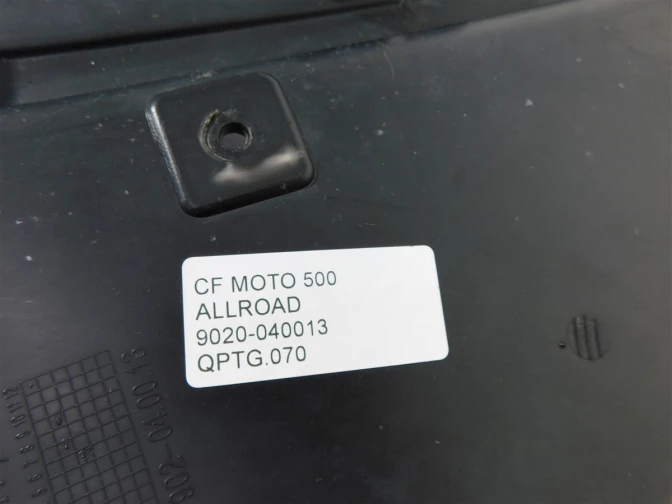 CF MOTO 500
ALLROAD
9020-040013
QPTG.070